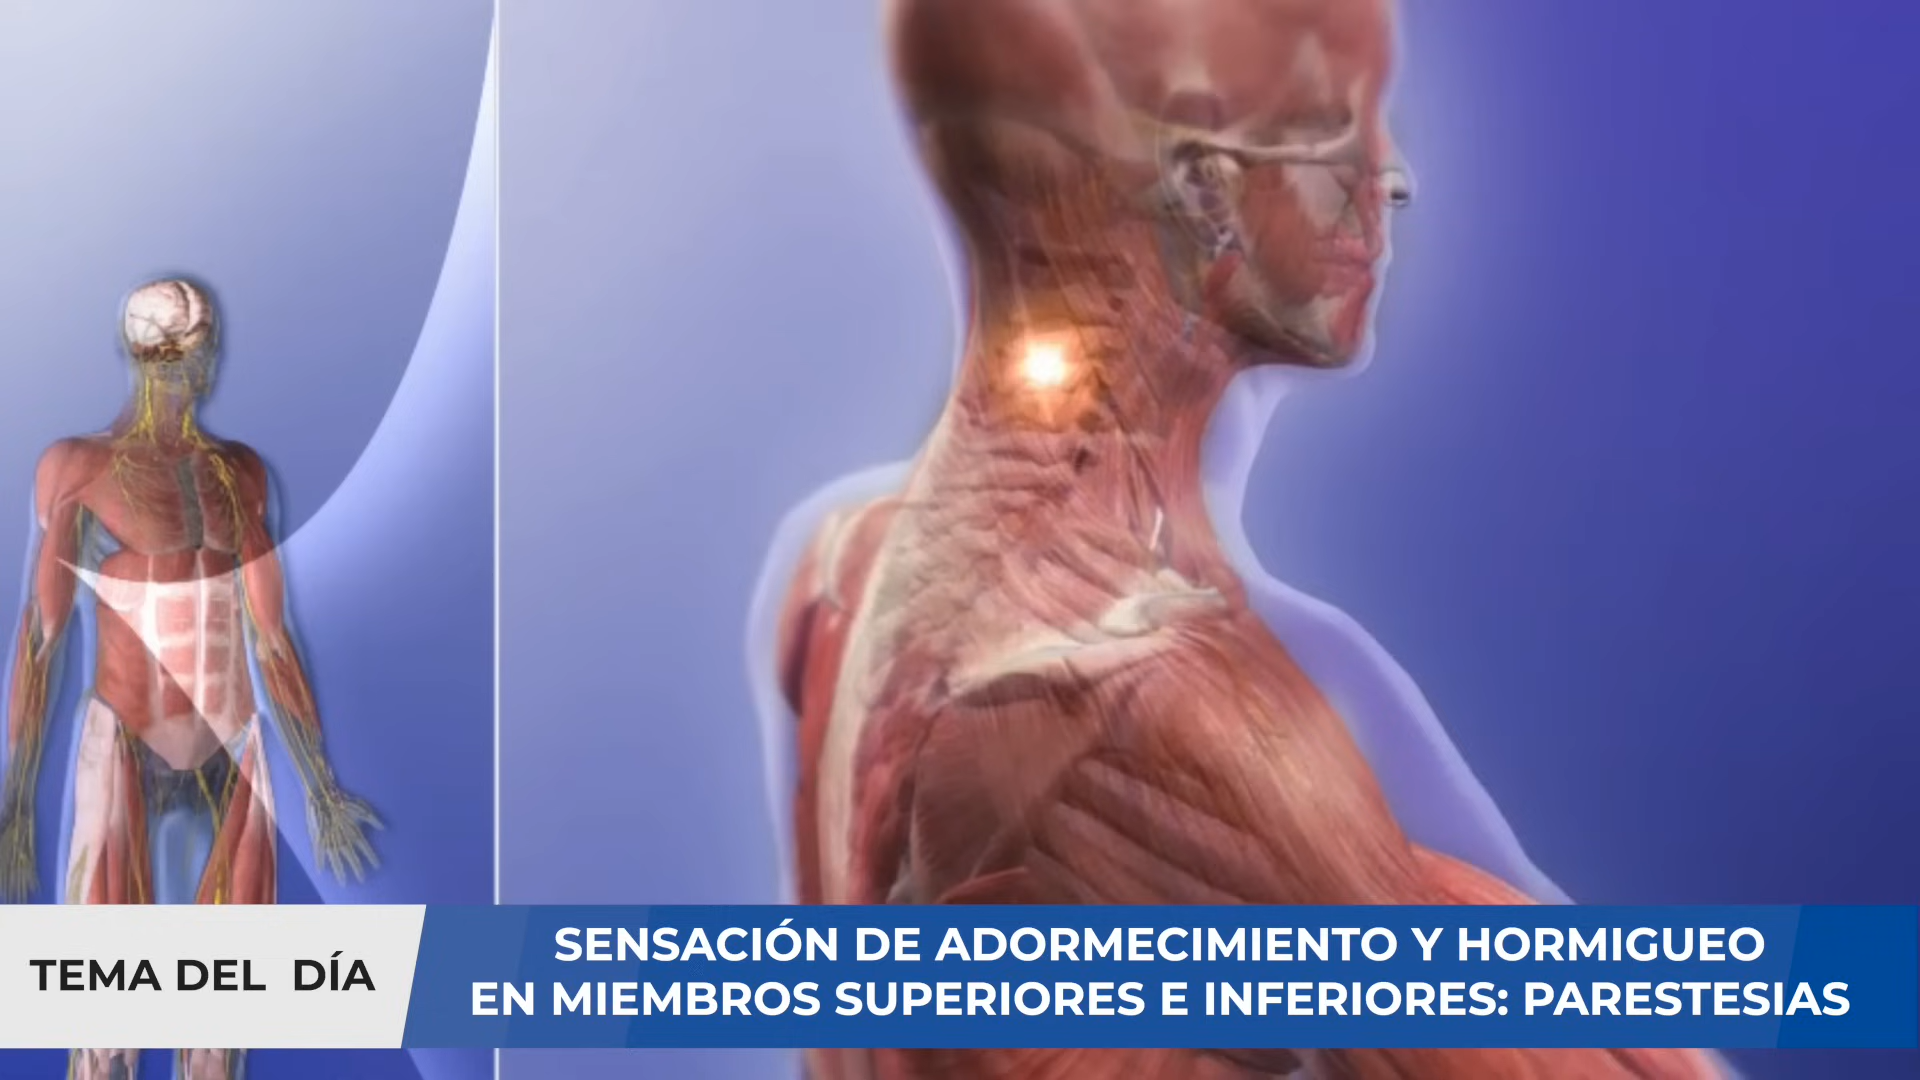 TEMA DEL DÍA
SENSACIÓN DE ADORMECIMIENTO Y HORMIGUEO
EN MIEMBROS SUPERIORES E INFERIORES: PARESTESIAS